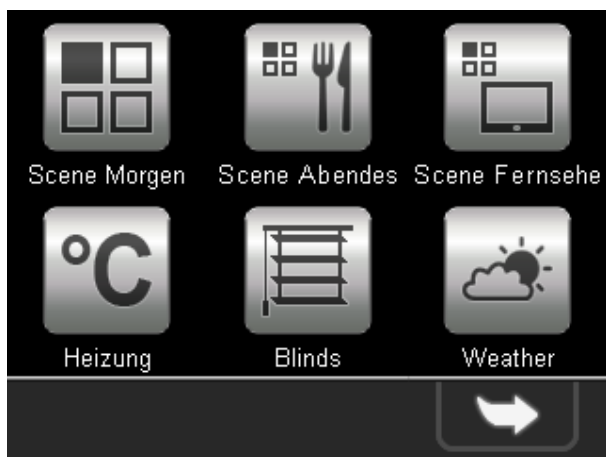 Scene Morgen Scene Abendes Scene Fernsehe
°C
Heizung Blinds Weather